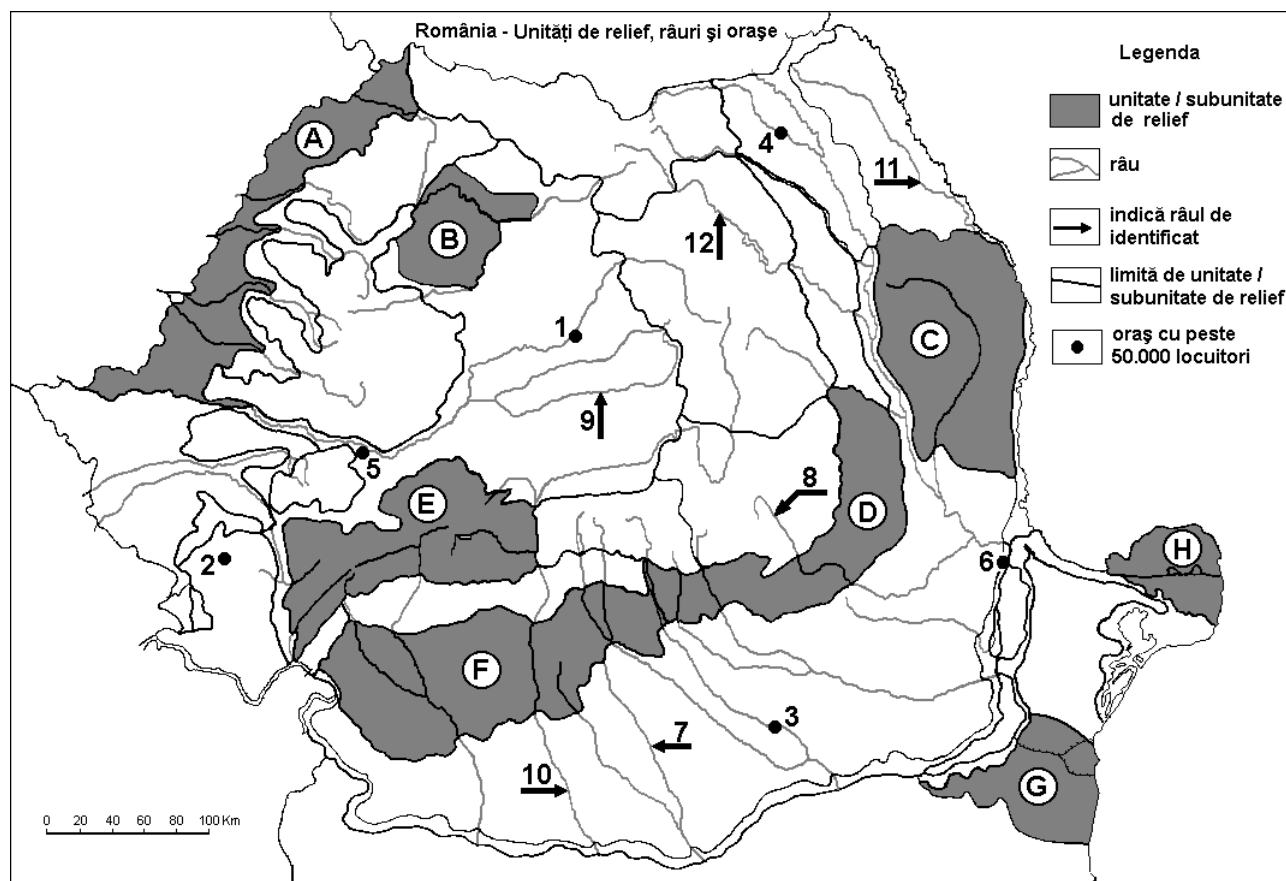 România - Unităţi de relief, râuri şi oraşe
Legenda
unitate / subunitate
de relief
râu
indică râul de
identificat
limită de unitate /
subunitate de relief
oraş cu peste
50.000 locuitori
A
4
11
B
12
1
C
9
5
8
E
D
2
6
H
F
3
7
10
G
0 20 40 60 80 100 Km